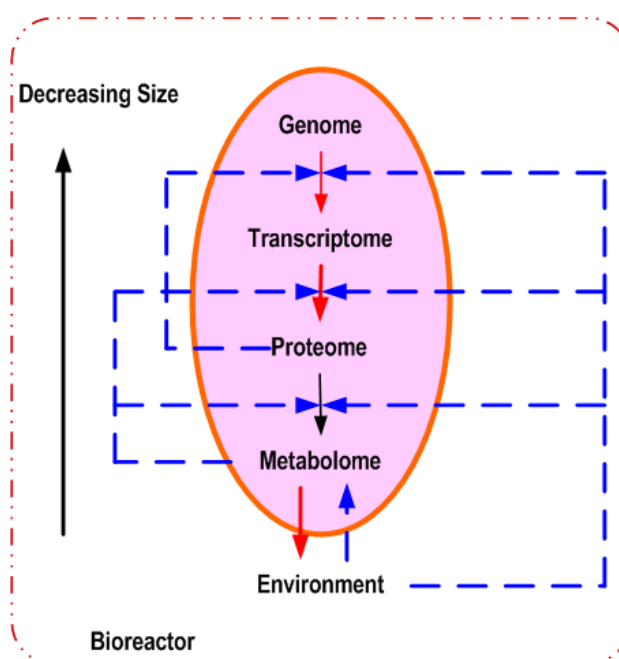 Decreasing Size
Genome
Transcriptome
Proteome
Metabolome
Environment
Bioreactor